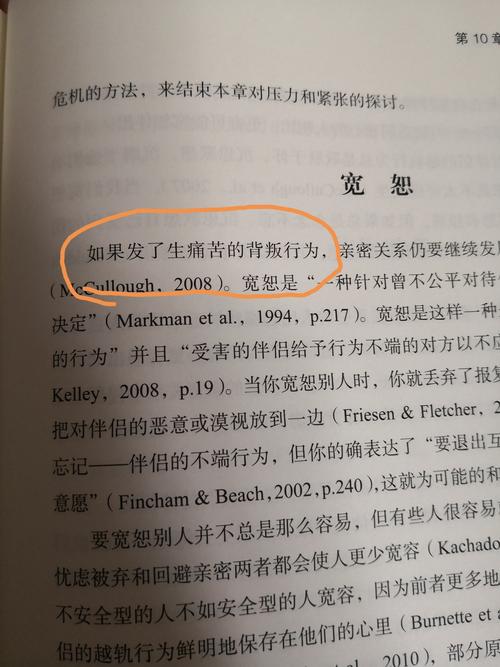 第10章
危机的方法，来结束本章对压力和紧张的探讨。
宽 恕
如果发了生痛苦的背叛行为，亲密关系仍要继续发展
(McCullough，2008)。宽恕是“一种针对曾不公平对待
决定”(Markman et al.，1994，p.217)。宽恕是这样一种
的行为”并且“受害的伴侣给予行为不端的对方以不应
Kelley，2008，p.19)。当你宽恕别人时，你就丢弃了报复
把对伴侣的恶意或漠视放到一边(Friesen & Fletcher，2
忘记——伴侣的不端行为，但你的确表达了“要退出互
意愿”(Fincham & Beach,2002,p.240),这就为可能的和
要宽恕别人并不总是那么容易，但有些人很容易
忧虑被弃和回避亲密两者都会使人更少宽容(Kachado
不安全型的人不如安全型的人宽容，因为前者更多地
侣的越轨行为鲜明地保存在他们的心里(Burnette et a
2010)，部分原